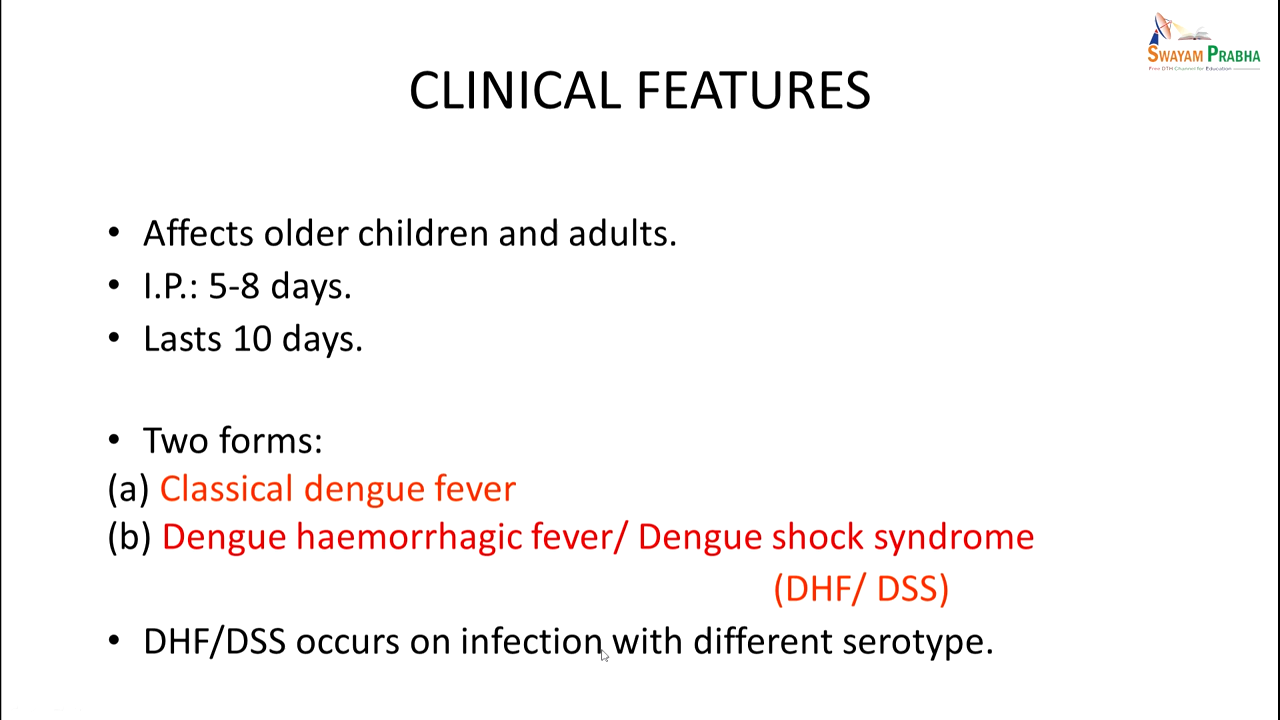 SWAYAM PRABHA
Free DTH Channel for Education
CLINICAL FEATURES
• Affects older children and adults.
• I.P.: 5-8 days.
• Lasts 10 days.
• Two forms:
(a) Classical dengue fever
(b) Dengue haemorrhagic fever/ Dengue shock syndrome
(DHF/ DSS)
• DHF/DSS occurs on infection with different serotype.